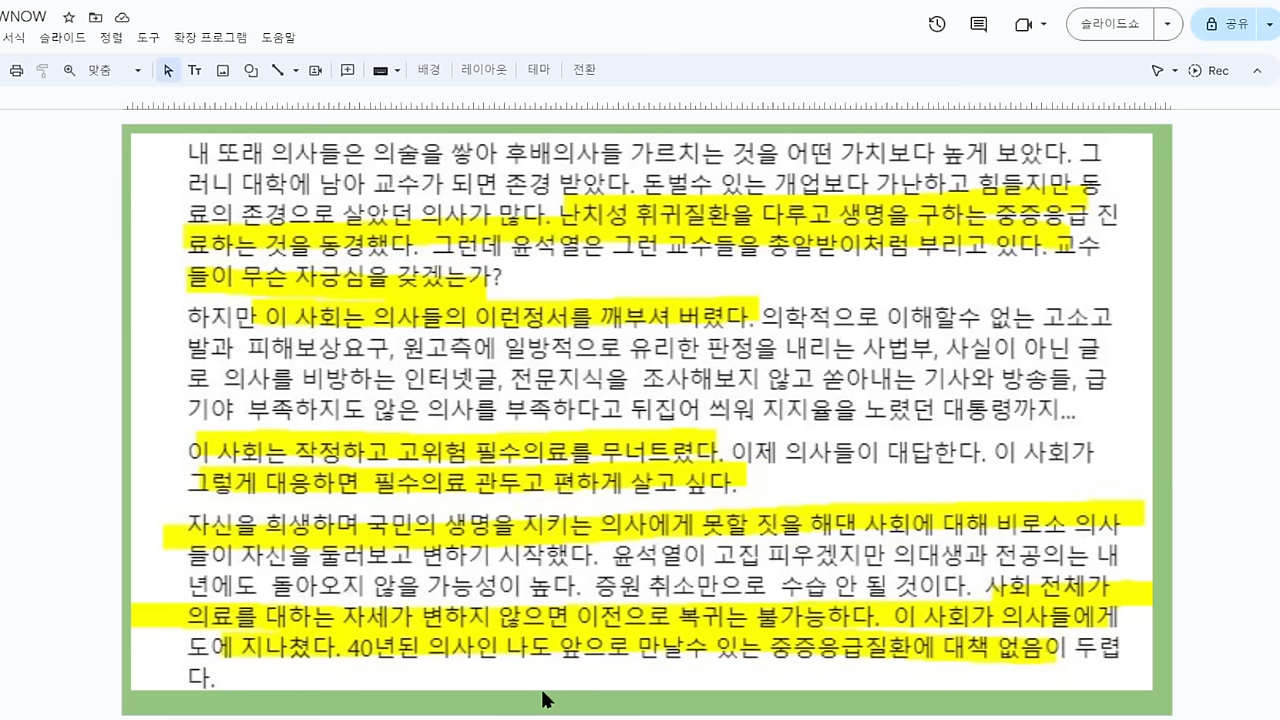 WNOW
서식 슬라이드 정렬 도구 확장 프로그램 도움말
슬라이드쇼
공유
맞춤
배경 레이아웃 테마 전환
Rec
내 또래 의사들은 의술을 쌓아 후배의사들 가르치는 것을 어떤 가치보다 높게 보았다. 그
러니 대학에 남아 교수가 되면 존경 받았다. 돈벌수 있는 개업보다 가난하고 힘들지만 동
료의 존경으로 살았던 의사가 많다. 난치성 휘귀질환을 다루고 생명을 구하는 중증응급 진
료하는 것을 동경했다. 그런데 윤석열은 그런 교수들을 총알받이처럼 부리고 있다. 교수
들이 무슨 자긍심을 갖겠는가?
하지만 이 사회는 의사들의 이런정서를 깨부셔 버렸다. 의학적으로 이해할수 없는 고소고
발과 피해보상요구, 원고측에 일방적으로 유리한 판정을 내리는 사법부, 사실이 아닌 글
로 의사를 비방하는 인터넷글, 전문지식을 조사해보지 않고 쏟아내는 기사와 방송들, 급
기야 부족하지도 않은 의사를 부족하다고 뒤집어 씌워 지지율을 노렸던 대통령까지...
이 사회는 작정하고 고위험 필수의료를 무너트렸다. 이제 의사들이 대답한다. 이 사회가
그렇게 대응하면 필수의료 관두고 편하게 살고 싶다.
자신을 희생하며 국민의 생명을 지키는 의사에게 못할 짓을 해댄 사회에 대해 비로소 의사
들이 자신을 둘러보고 변하기 시작했다. 윤석열이 고집 피우겠지만 의대생과 전공의는 내
년에도 돌아오지 않을 가능성이 높다. 증원 취소만으로 수습 안 될 것이다. 사회 전체가
의료를 대하는 자세가 변하지 않으면 이전으로 복귀는 불가능하다. 이 사회가 의사들에게
도에 지나쳤다. 40년된 의사인 나도 앞으로 만날수 있는 중증응급질환에 대책 없음이 두렵
다.